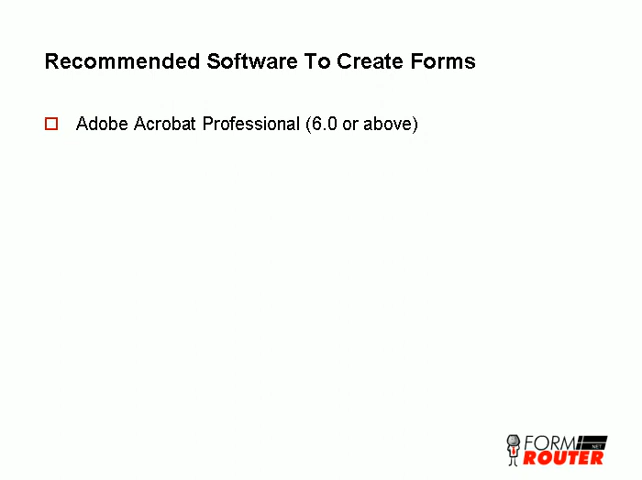 Recommended Software To Create Forms
Adobe Acrobat Professional (6.0 or above)
FORM
NET
ROUTER